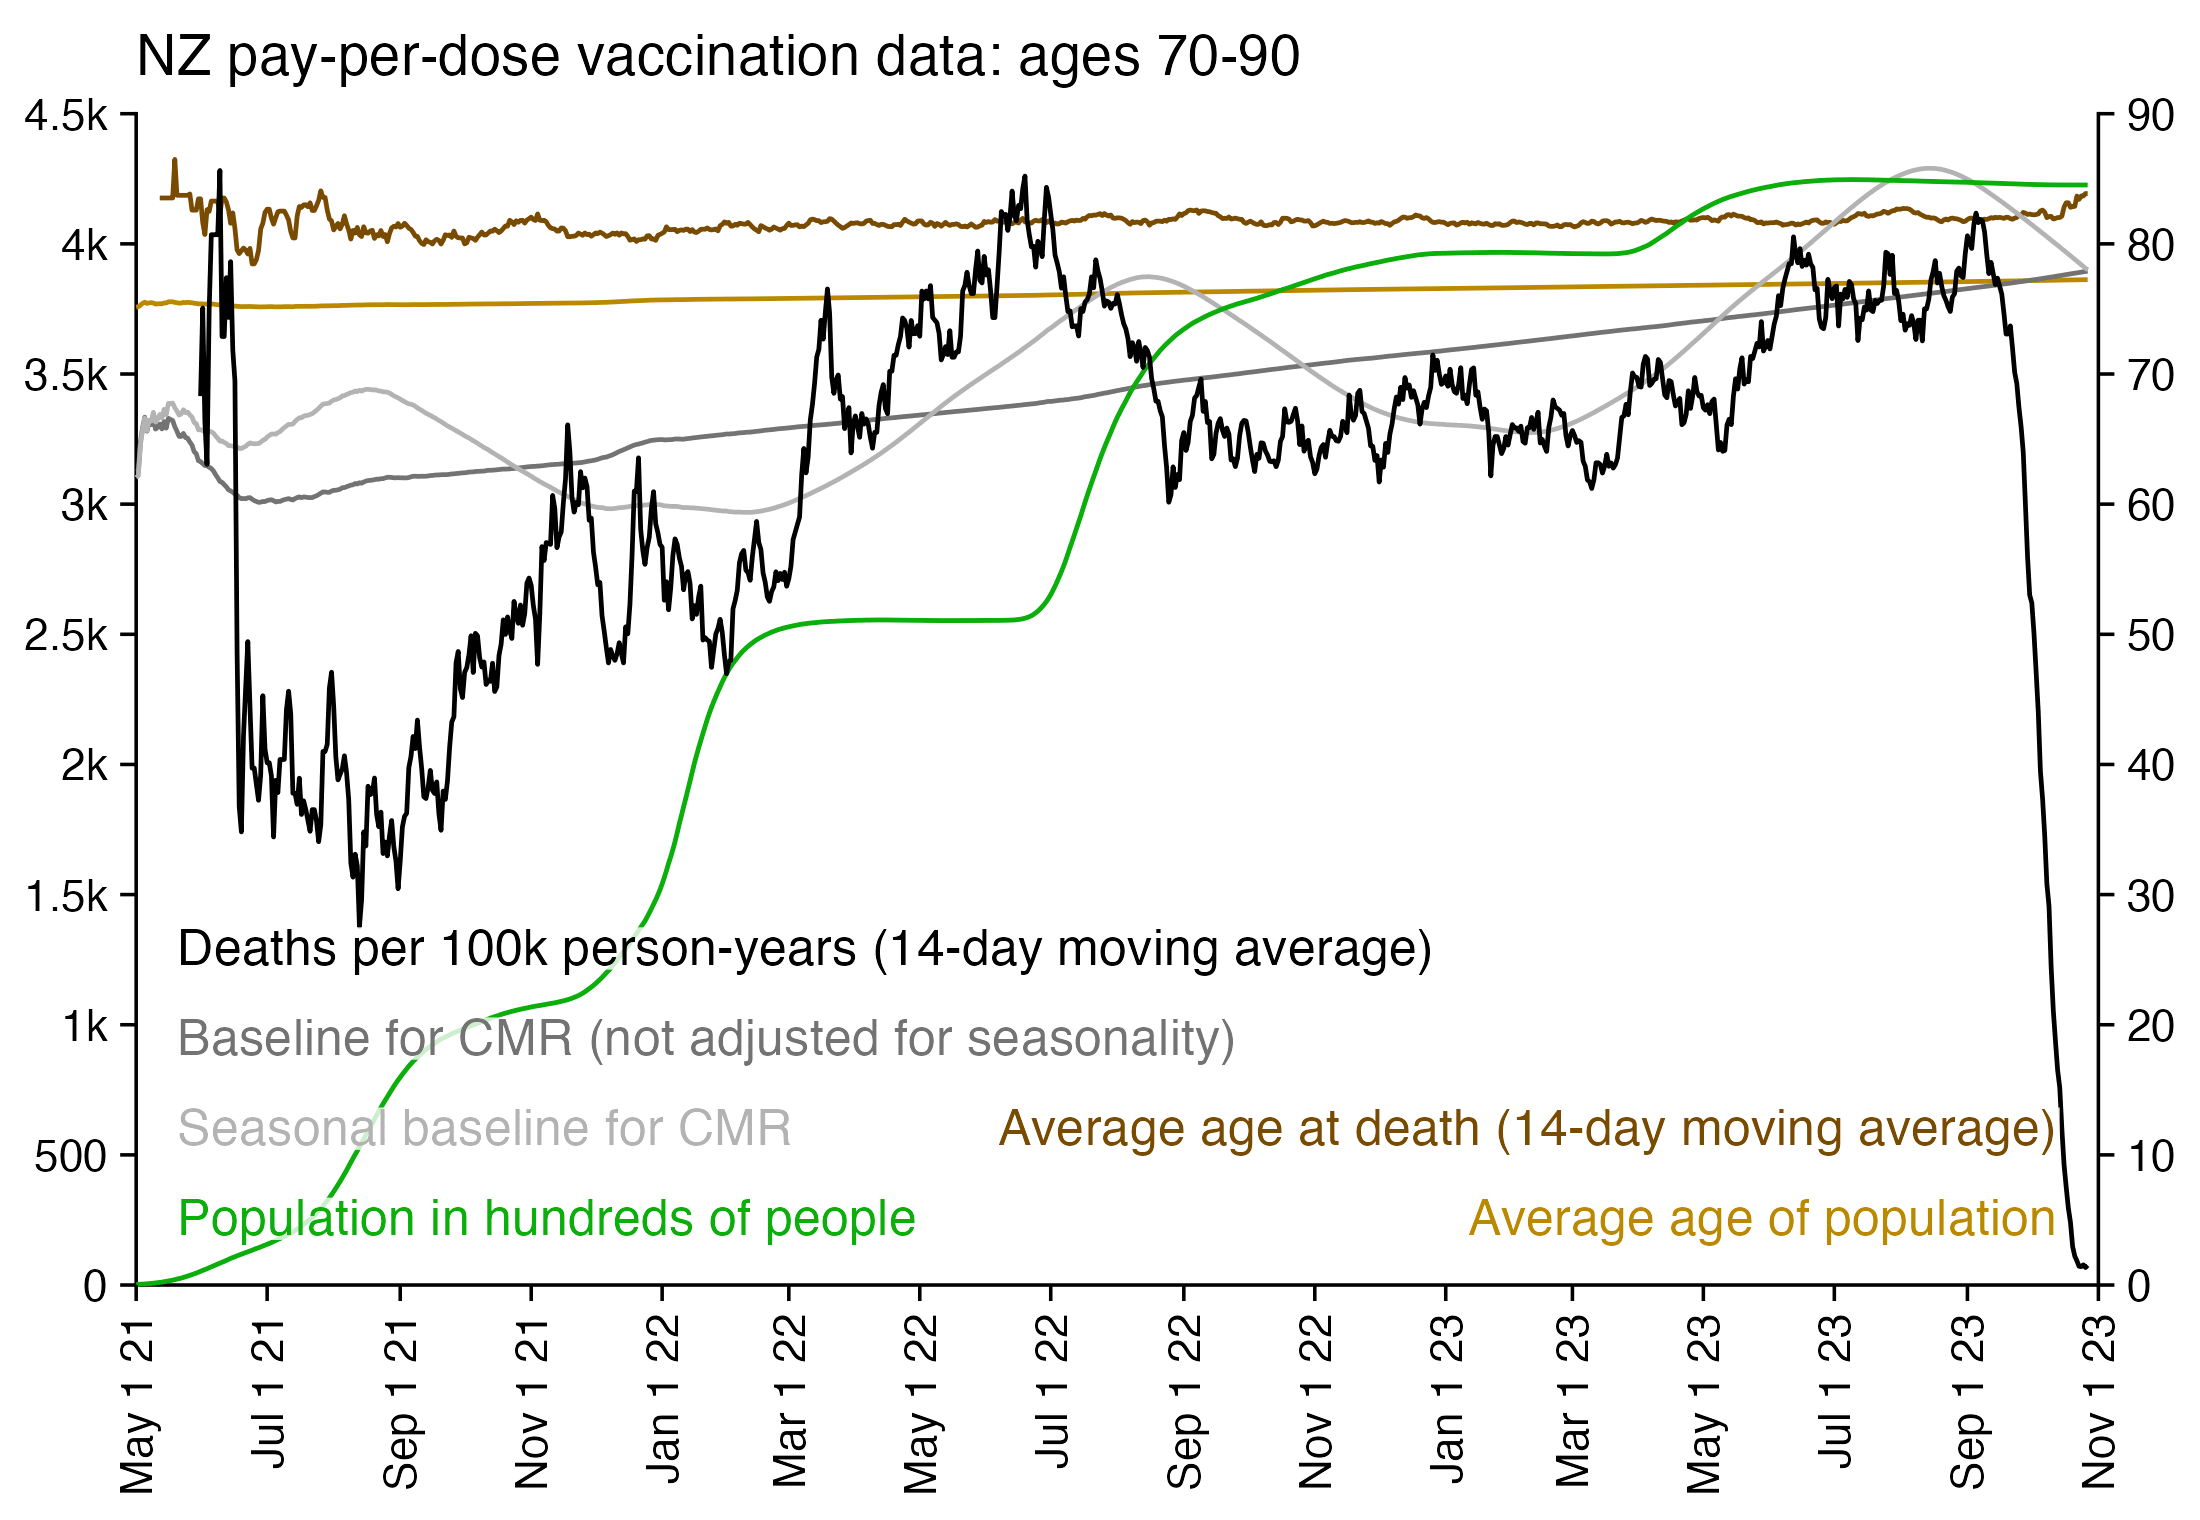 NZ pay-per-dose vaccination data: ages 70-90
4.5k
4k
3.5k
3k
2.5k
2k
1.5k
1k
500
0
90
80
70
60
50
40
30
20
10
0
Deaths per 100k person-years (14-day moving average)
Baseline for CMR (not adjusted for seasonality)
Seasonal baseline for CMR
Average age at death (14-day moving average)
Population in hundreds of people
Average age of population
May 1 21
Jul 1 21
Sep 1 21
Nov 1 21
Jan 1 22
Mar 1 22
May 1 22
Jul 1 22
Sep 1 22
Nov 1 22
Jan 1 23
Mar 1 23
May 1 23
Jul 1 23
Sep 1 23
Nov 1 23